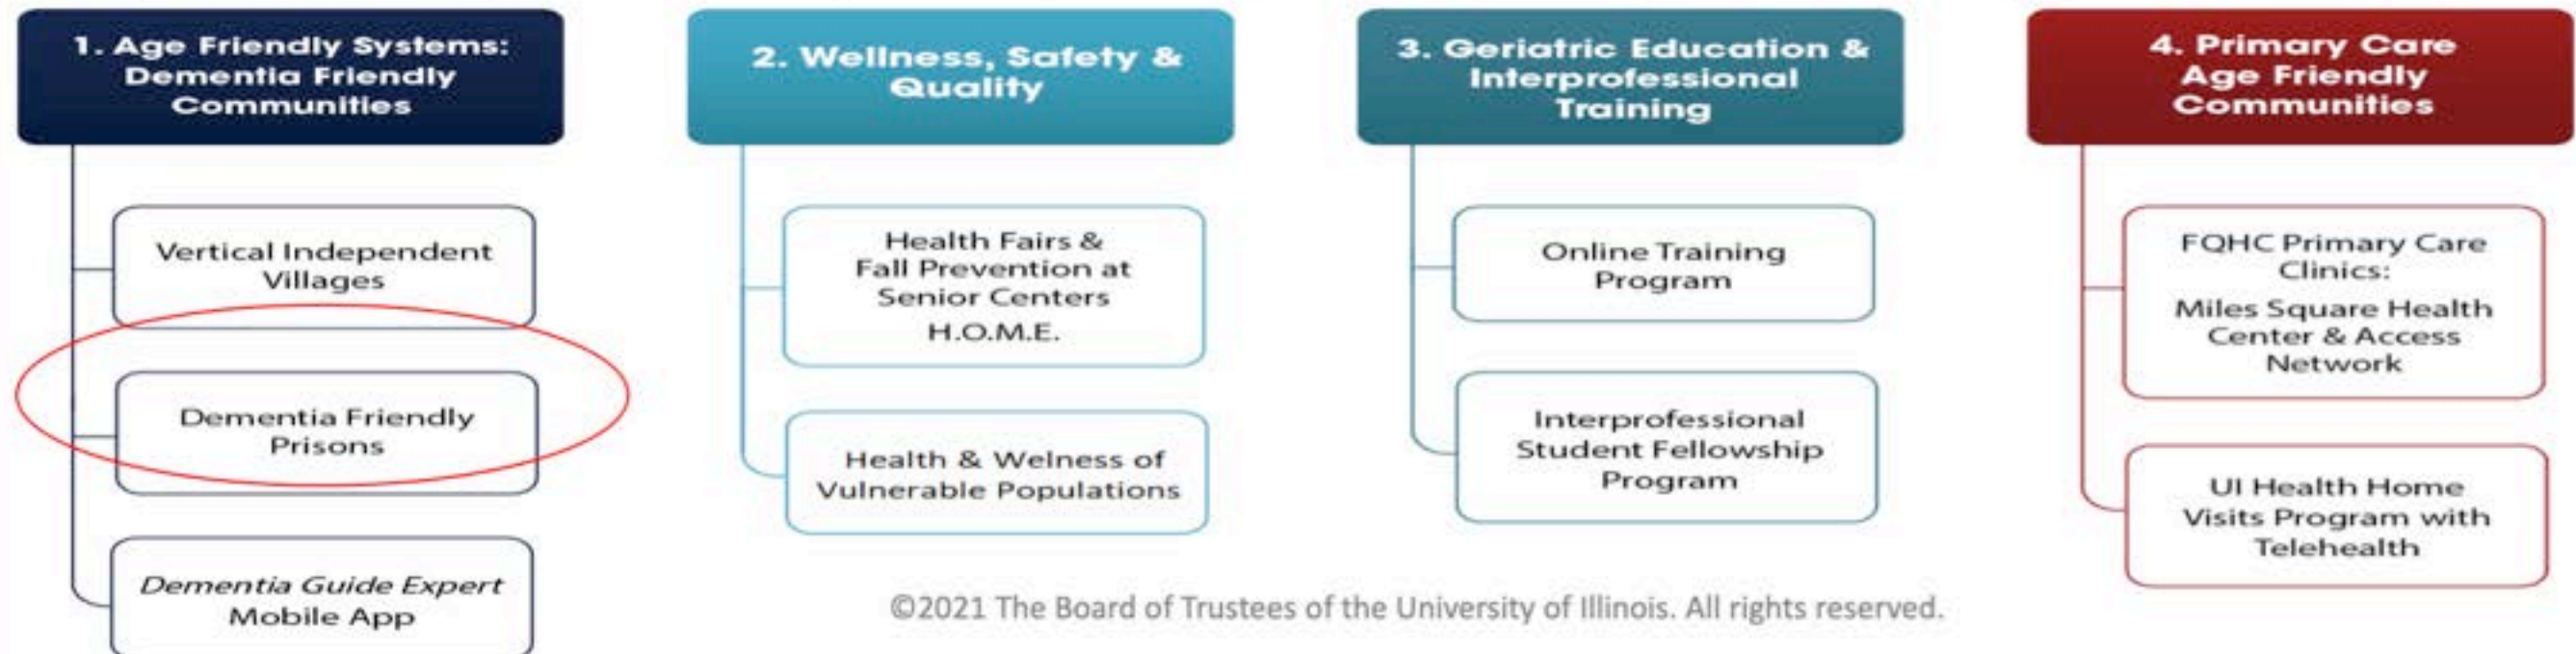 1. Age Friendly Systems:
Dementia Friendly
Communities
Vertical Independent
Villages
Dementia Friendly
Prisons
Dementia Guide Expert
Mobile App
2. Wellness, Safety &
Quality
Health Fairs &
Fall Prevention at
Senior Centers
H.O.M.E.
Health & Welness of
Vulnerable Populations
3. Geriatric Education &
Interprofessional
Training
Online Training
Program
Interprofessional
Student Fellowship
Program
4. Primary Care
Age Friendly
Communities
FQHC Primary Care
Clinics:
Miles Square Health
Center & Access
Network
UI Health Home
Visits Program with
Telehealth
©2021 The Board of Trustees of the University of Illinois. All rights reserved.